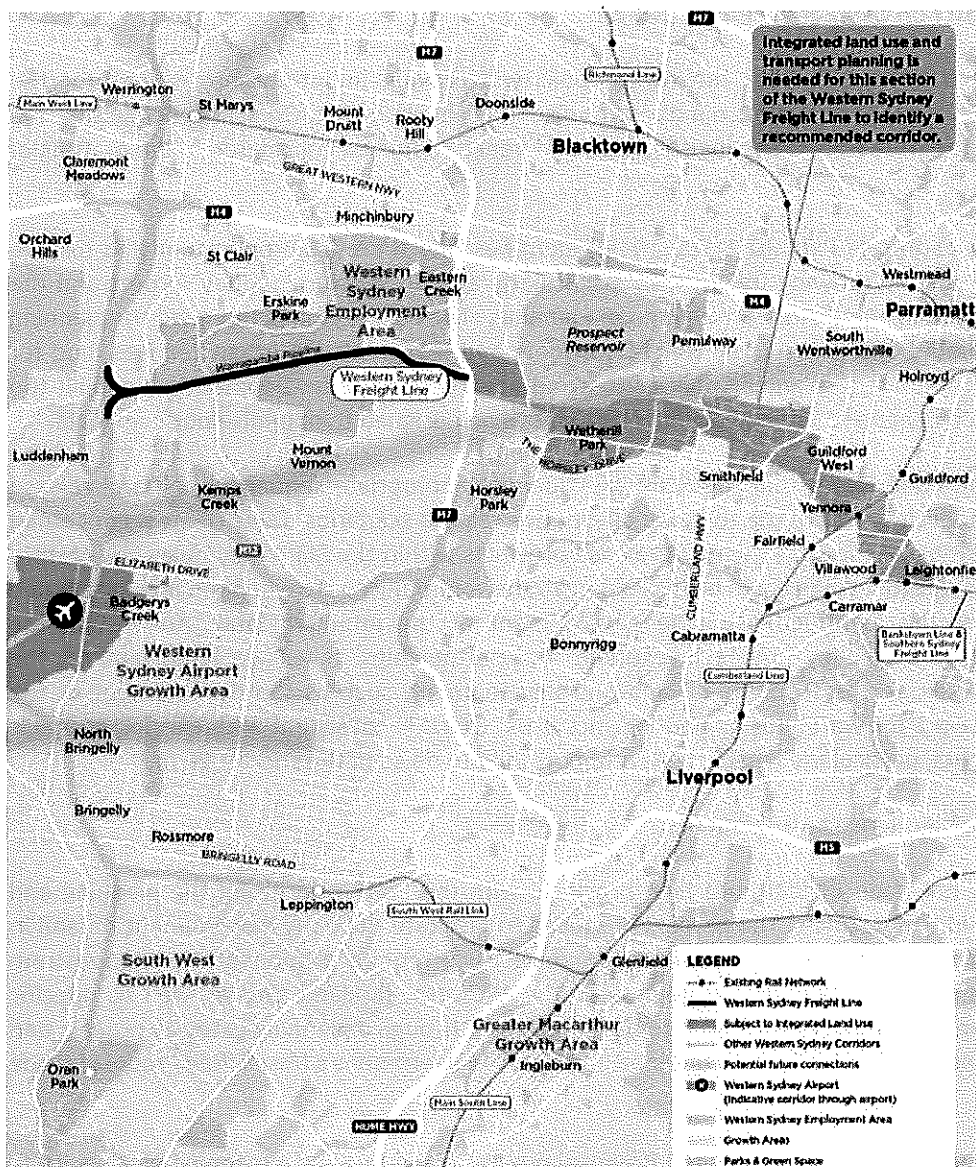 M7
M7
Integrated land use and
transport planning is
needed for this section
of the Western Sydney
Freight Line to identify a
recommended corridor.
Richmond Line
Werrington
Main West Line
St Marys
Mount
Druitt
Rooty
Hill
Doonside
Blacktown
Claremont
Meadows
GREAT WESTERN HWY
M4
Minchinbury
Orchard
Hills
St Clair
Western
Sydney
Employment
Area
Eastern
Creek
Erskine
Park
Westmead
M4
Parramatt
Prospect
Reservoir
Pemulwuy
South
Wentworthville
Warragamba Pipeline
Western Sydney
Freight Line
Holroyd
Luddenham
Mount
Vernon
Wetherill
Park
THE HORSLEY DRIVE
Guildford
West
Smithfield
Guildford
Kemps
Creek
Horsley
Park
M7
Yennora
M12
CUMBERLAND HWY
Fairfield
ELIZABETH DRIVE
Villawood
Leightonfie
Badgerys
Creek
Carramar
Bankstown Line &
Southern Sydney
Freight Line
Bonnyrigg
Cabramatta
Western
Sydney Airport
Growth Area
Cumberland Line
North
Bringelly
Liverpool
Bringelly
Rossmore
BRINGELLY ROAD
M5
Leppington
South West Rail Link
South West
Growth Area
Glenfield
Greater Macarthur
Growth Area
Ingleburn
Oran
Park
Main South Line
HUME HWY
LEGEND
Existing Rail Network
Western Sydney Freight Line
Subject to Integrated Land Use
Other Western Sydney Corridors
Potential future connections
Western Sydney Airport
(Indicative corridor through airport)
Western Sydney Employment Area
Growth Areas
Parks & Green Space